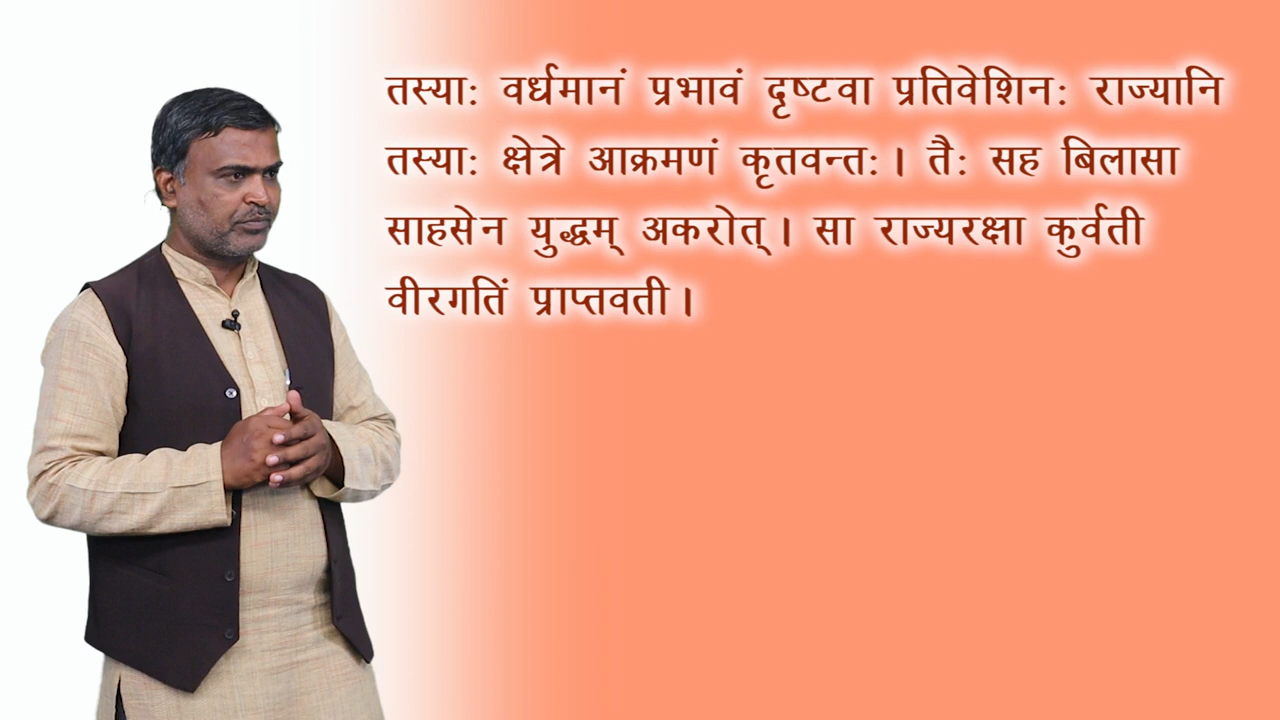 तस्याः वर्धमानं प्रभावं दृष्टवा प्रतिवेशिनः राज्यानि
तस्याः क्षेत्रे आक्रमणं कृतवन्तः। तैः सह बिलासा
साहसेन युद्धम् अकरोत्। सा राज्यरक्षा कुर्वती
वीरगतिं प्राप्तवती।